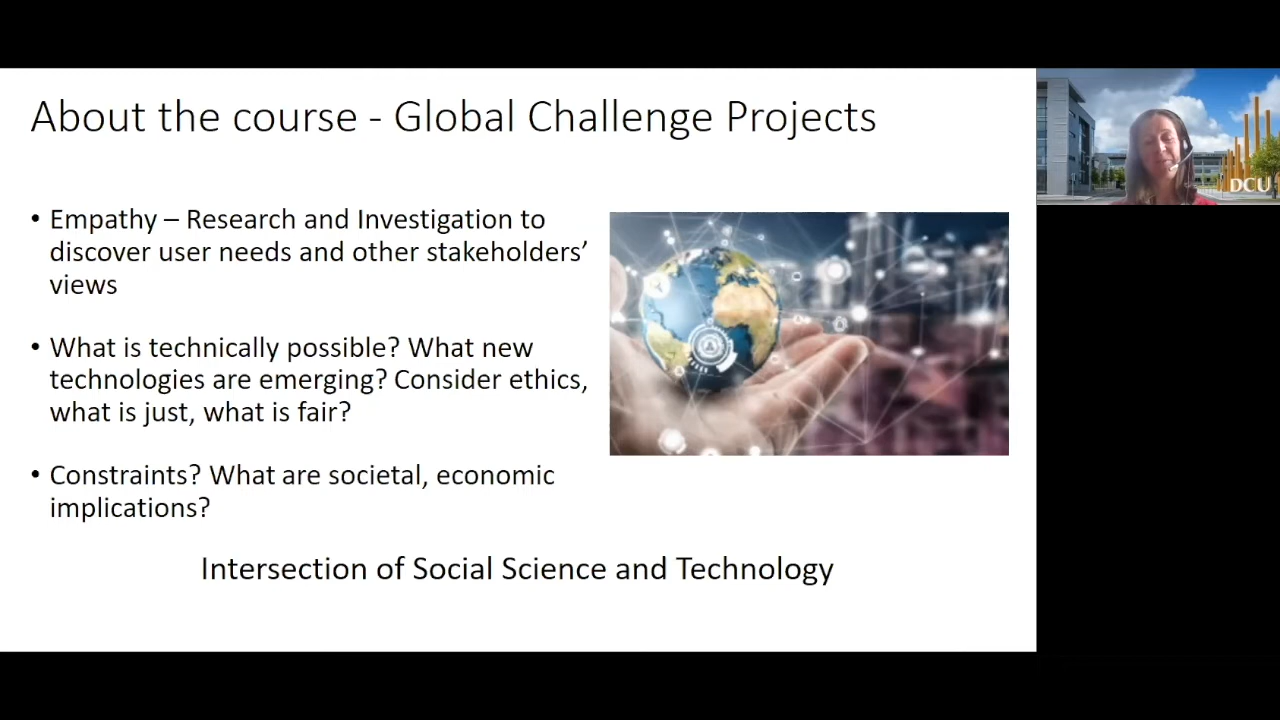 About the course - Global Challenge Projects
• Empathy – Research and Investigation to
discover user needs and other stakeholders’
views
• What is technically possible? What new
technologies are emerging? Consider ethics,
what is just, what is fair?
• Constraints? What are societal, economic
implications?
Intersection of Social Science and Technology
DCU